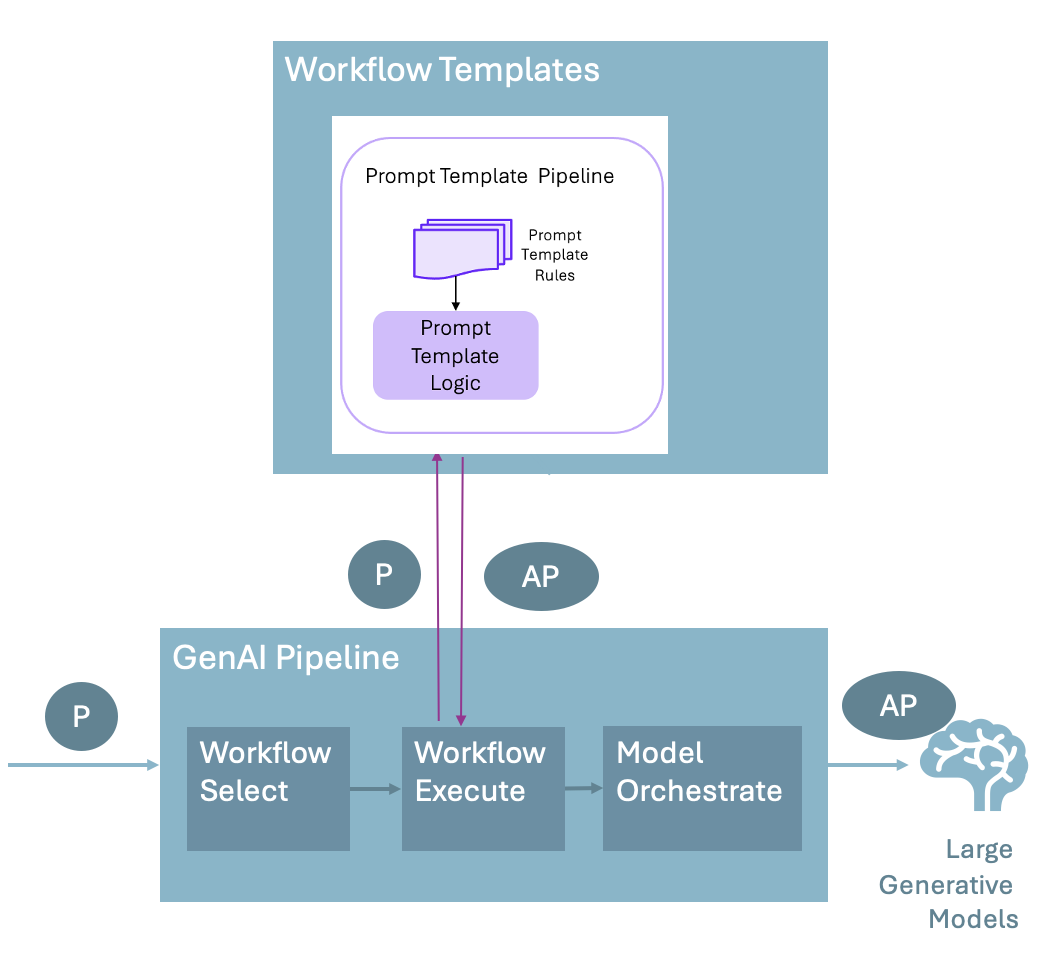 Workflow Templates
Prompt Template Pipeline
Prompt
Template
Rules
Prompt
Template
Logic
P
AP
GenAI Pipeline
P
AP
Workflow
Select
Workflow
Execute
Model
Orchestrate
Large
Generative
Models